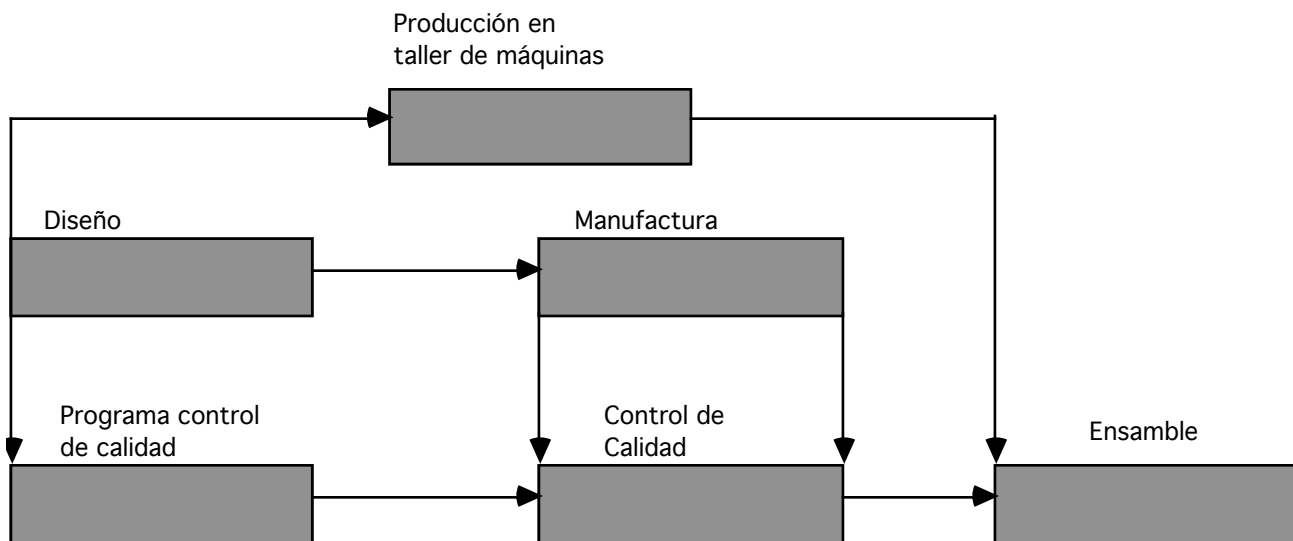 Producción en
taller de máquinas
Diseño
Manufactura
Programa control
de calidad
Control de
Calidad
Ensamble